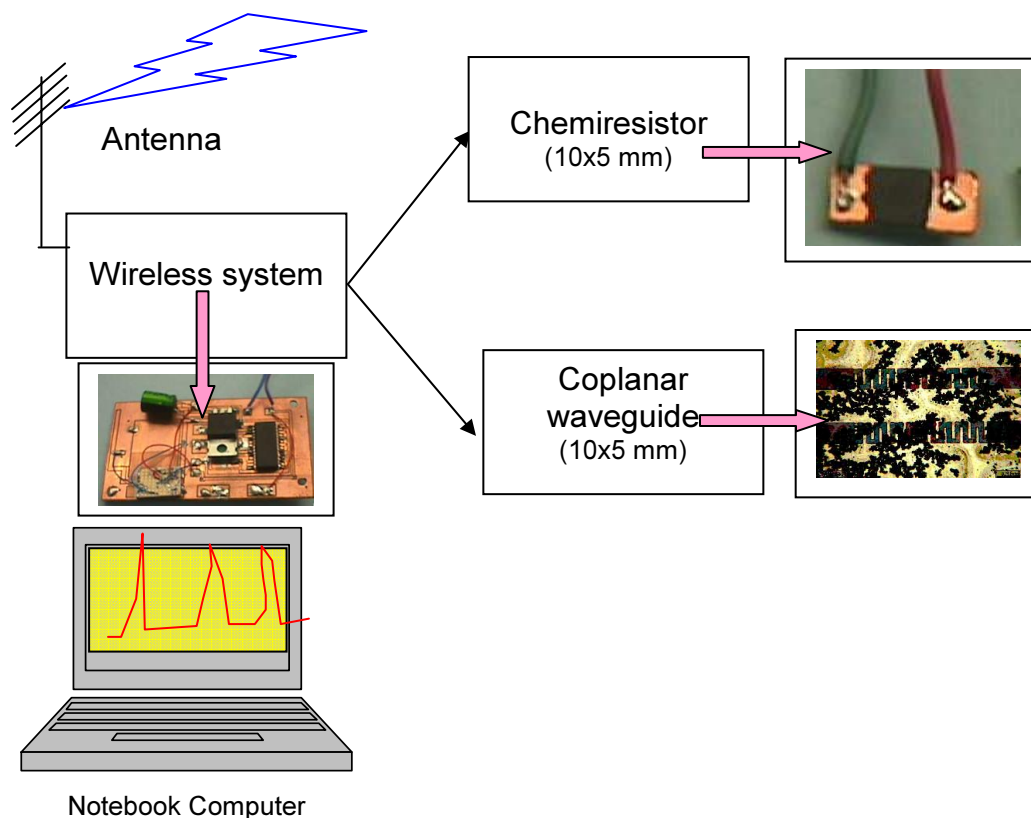 Antenna
Wireless system
Chemiresistor
(10x5 mm)
Coplanar
waveguide
(10x5 mm)
Notebook Computer